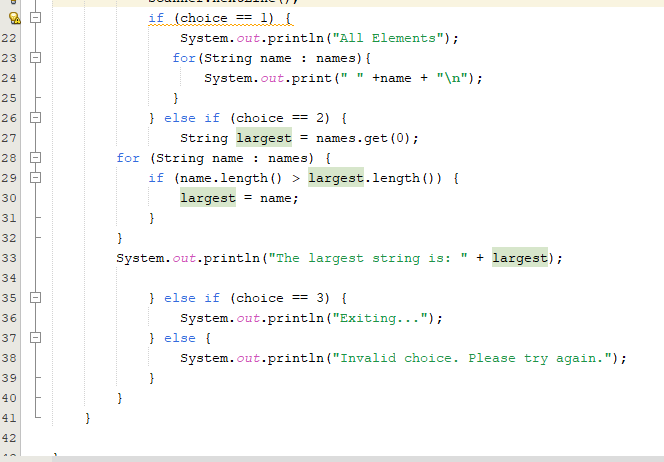 if (choice == 1) {
22 System.out.println("All Elements");
23 for(String name : names){
24 System.out.print(" " +name + "\n");
25 }
26 } else if (choice == 2) {
27 String largest = names.get(0);
28 for (String name : names) {
29 if (name.length() > largest.length()) {
30 largest = name;
31 }
32 }
33 System.out.println("The largest string is: " + largest);
34
35 } else if (choice == 3) {
36 System.out.println("Exiting...");
37 } else {
38 System.out.println("Invalid choice. Please try again.");
39 }
40 }
41 }
42